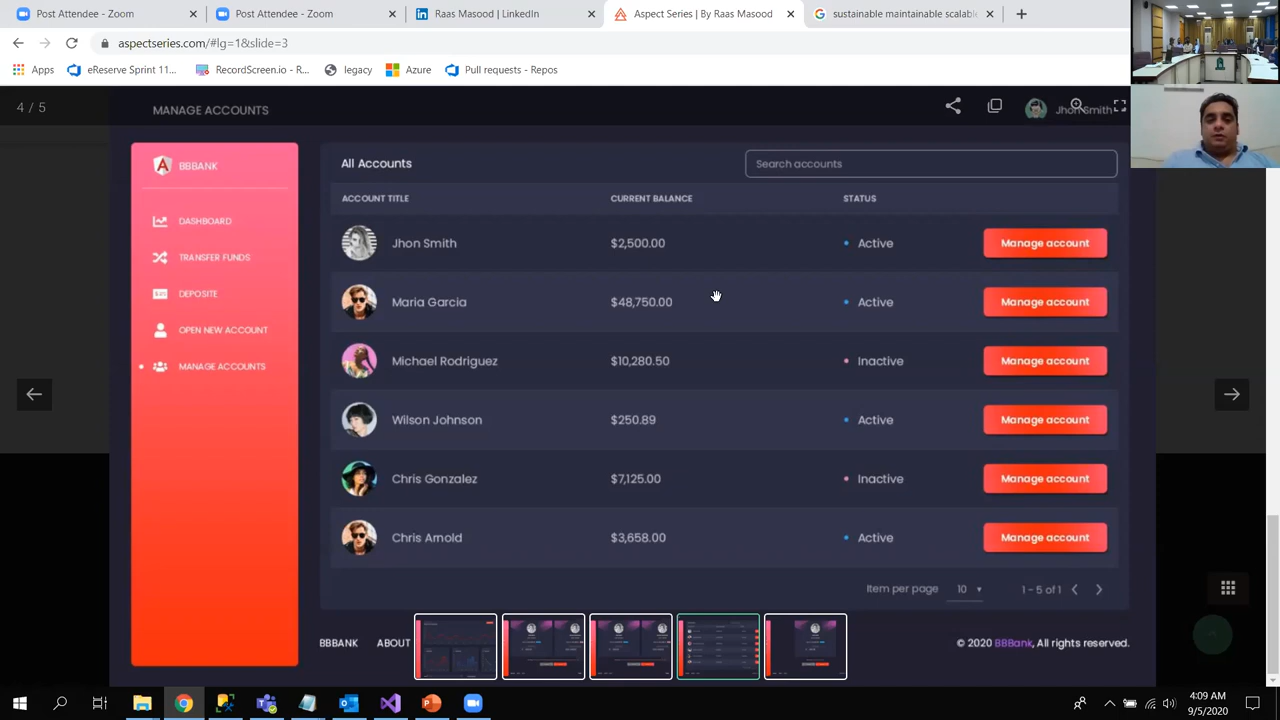 Post Attendee - Zoom
Post Attendee - Zoom
Raas Masood | LinkedIn
Aspect Series | By Raas Masood
sustainable maintainable scalabl
aspectseries.com/#lg=1&slide=3
Apps
eReserve Sprint 11...
RecordScreen.io - R...
legacy
Azure
Pull requests - Repos
4 / 5
MANAGE ACCOUNTS
Jhon Smith
BBBANK
DASHBOARD
TRANSFER FUNDS
DEPOSITE
OPEN NEW ACCOUNT
MANAGE ACCOUNTS
All Accounts
Search accounts
ACCOUNT TITLE CURRENT BALANCE STATUS
Jhon Smith $2,500.00 Active Manage account
Maria Garcia $48,750.00 Active Manage account
Michael Rodriguez $10,280.50 Inactive Manage account
Wilson Johnson $250.89 Active Manage account
Chris Gonzalez $7,125.00 Inactive Manage account
Chris Arnold $3,658.00 Active Manage account
Item per page 10 1 - 5 of 1
BBBANK ABOUT
© 2020 BBBank, All rights reserved.
4:09 AM
9/5/2020